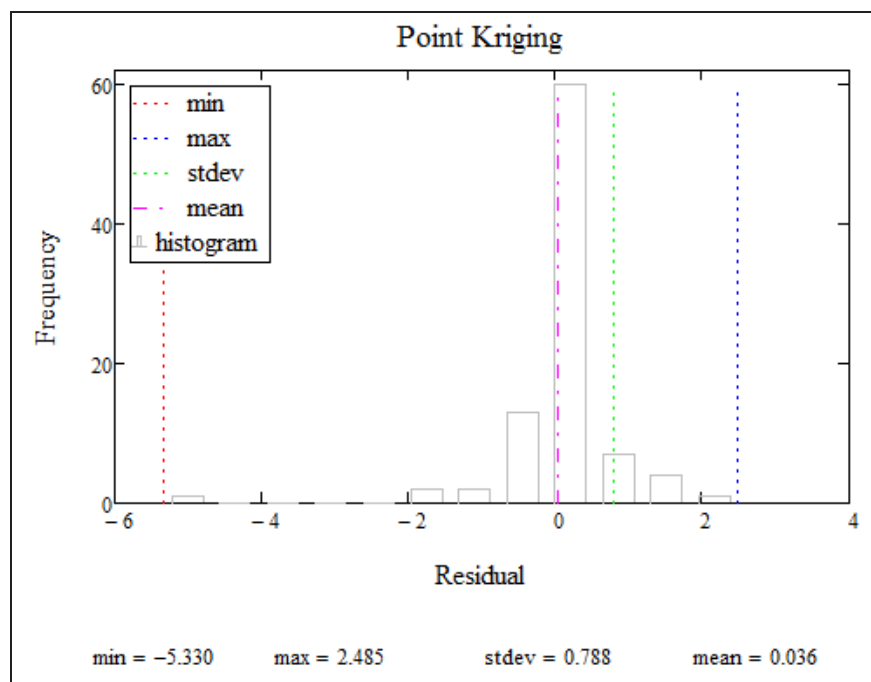 Point Kriging
60
40
20
0
Frequency
min
max
stdev
mean
histogram
−6
−4
−2
0
2
4
Residual
min = −5.330
max = 2.485
stdev = 0.788
mean = 0.036